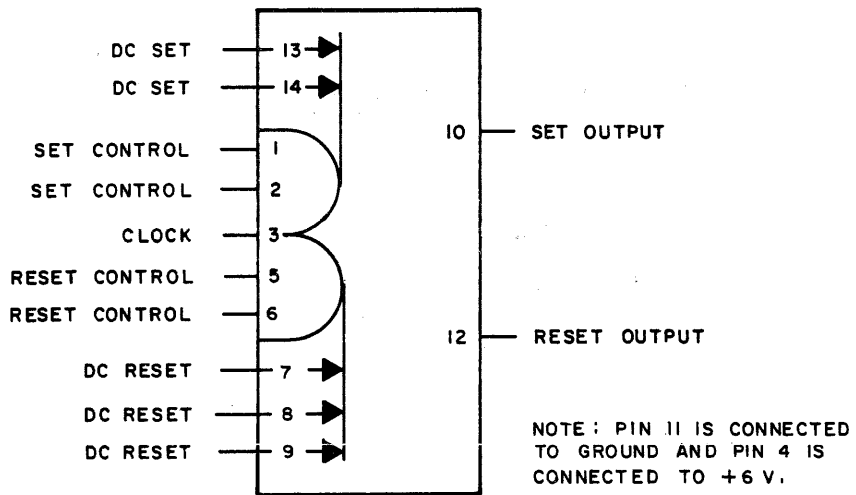 DC SET 13
DC SET 14
SET CONTROL 1
SET CONTROL 2
CLOCK 3
RESET CONTROL 5
RESET CONTROL 6
DC RESET 7
DC RESET 8
DC RESET 9
10 SET OUTPUT
12 RESET OUTPUT
NOTE: PIN 11 IS CONNECTED
TO GROUND AND PIN 4 IS
CONNECTED TO +6 V.